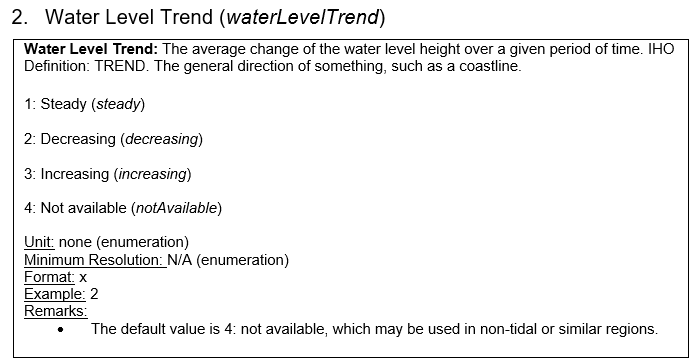 2. Water Level Trend (waterLevelTrend)
Water Level Trend: The average change of the water level height over a given period of time. IHO
Definition: TREND. The general direction of something, such as a coastline.
1: Steady (steady)
2: Decreasing (decreasing)
3: Increasing (increasing)
4: Not available (notAvailable)
Unit: none (enumeration)
Minimum Resolution: N/A (enumeration)
Format: x
Example: 2
Remarks:
• The default value is 4: not available, which may be used in non-tidal or similar regions.